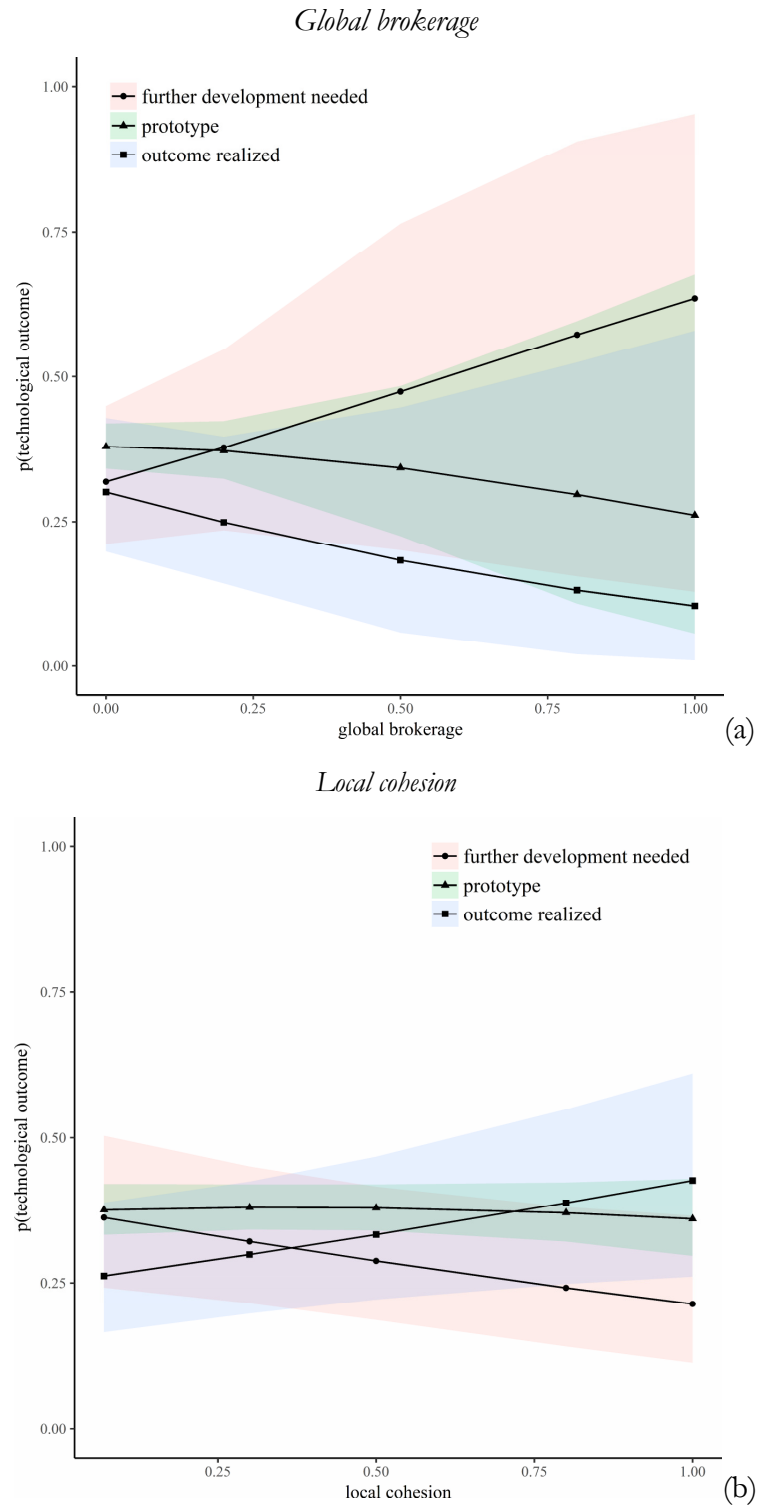 Global brokerage
1.00
further development needed
prototype
outcome realized
0.75
0.50
0.25
0.00
p(technological outcome)
0.00 0.25 0.50 0.75 1.00
global brokerage
(a)
Local cohesion
1.00
further development needed
prototype
outcome realized
0.75
0.50
0.25
0.00
p(technological outcome)
0.25 0.50 0.75 1.00
local cohesion
(b)